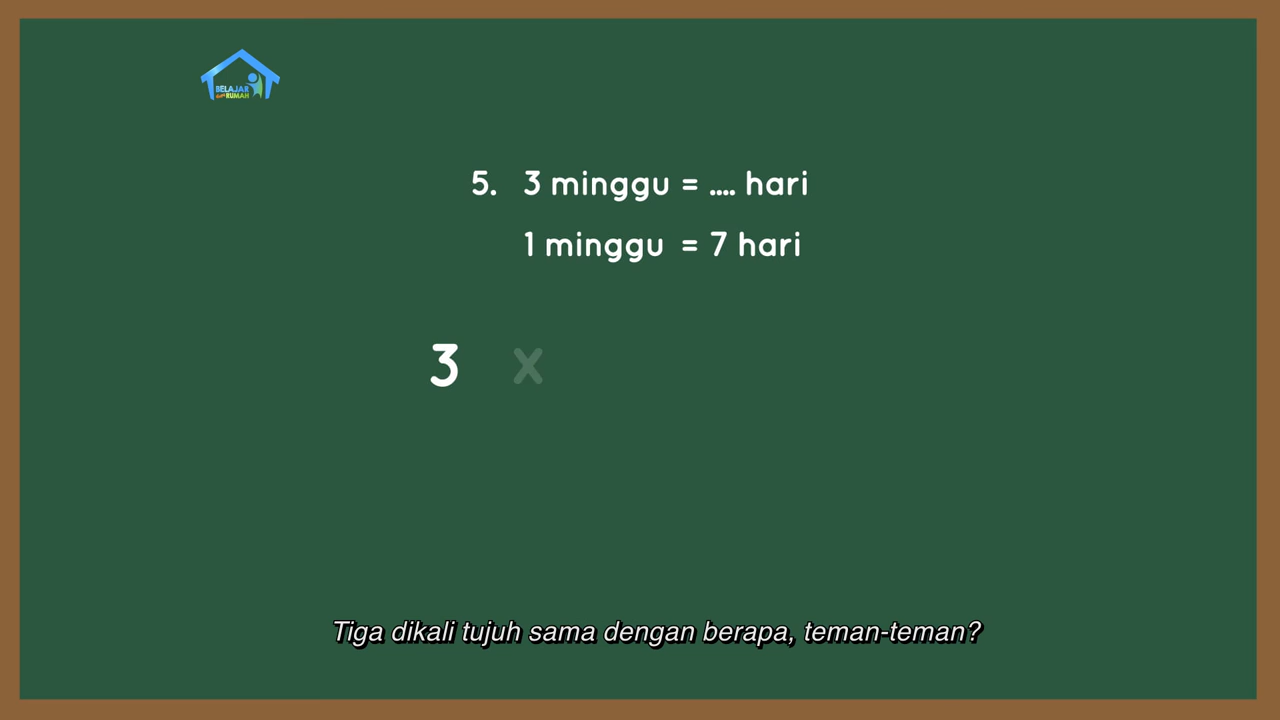 BELAJAR
dari RUMAH
5. 3 minggu = .... hari
1 minggu = 7 hari
3 x
Tiga dikali tujuh sama dengan berapa, teman-teman?